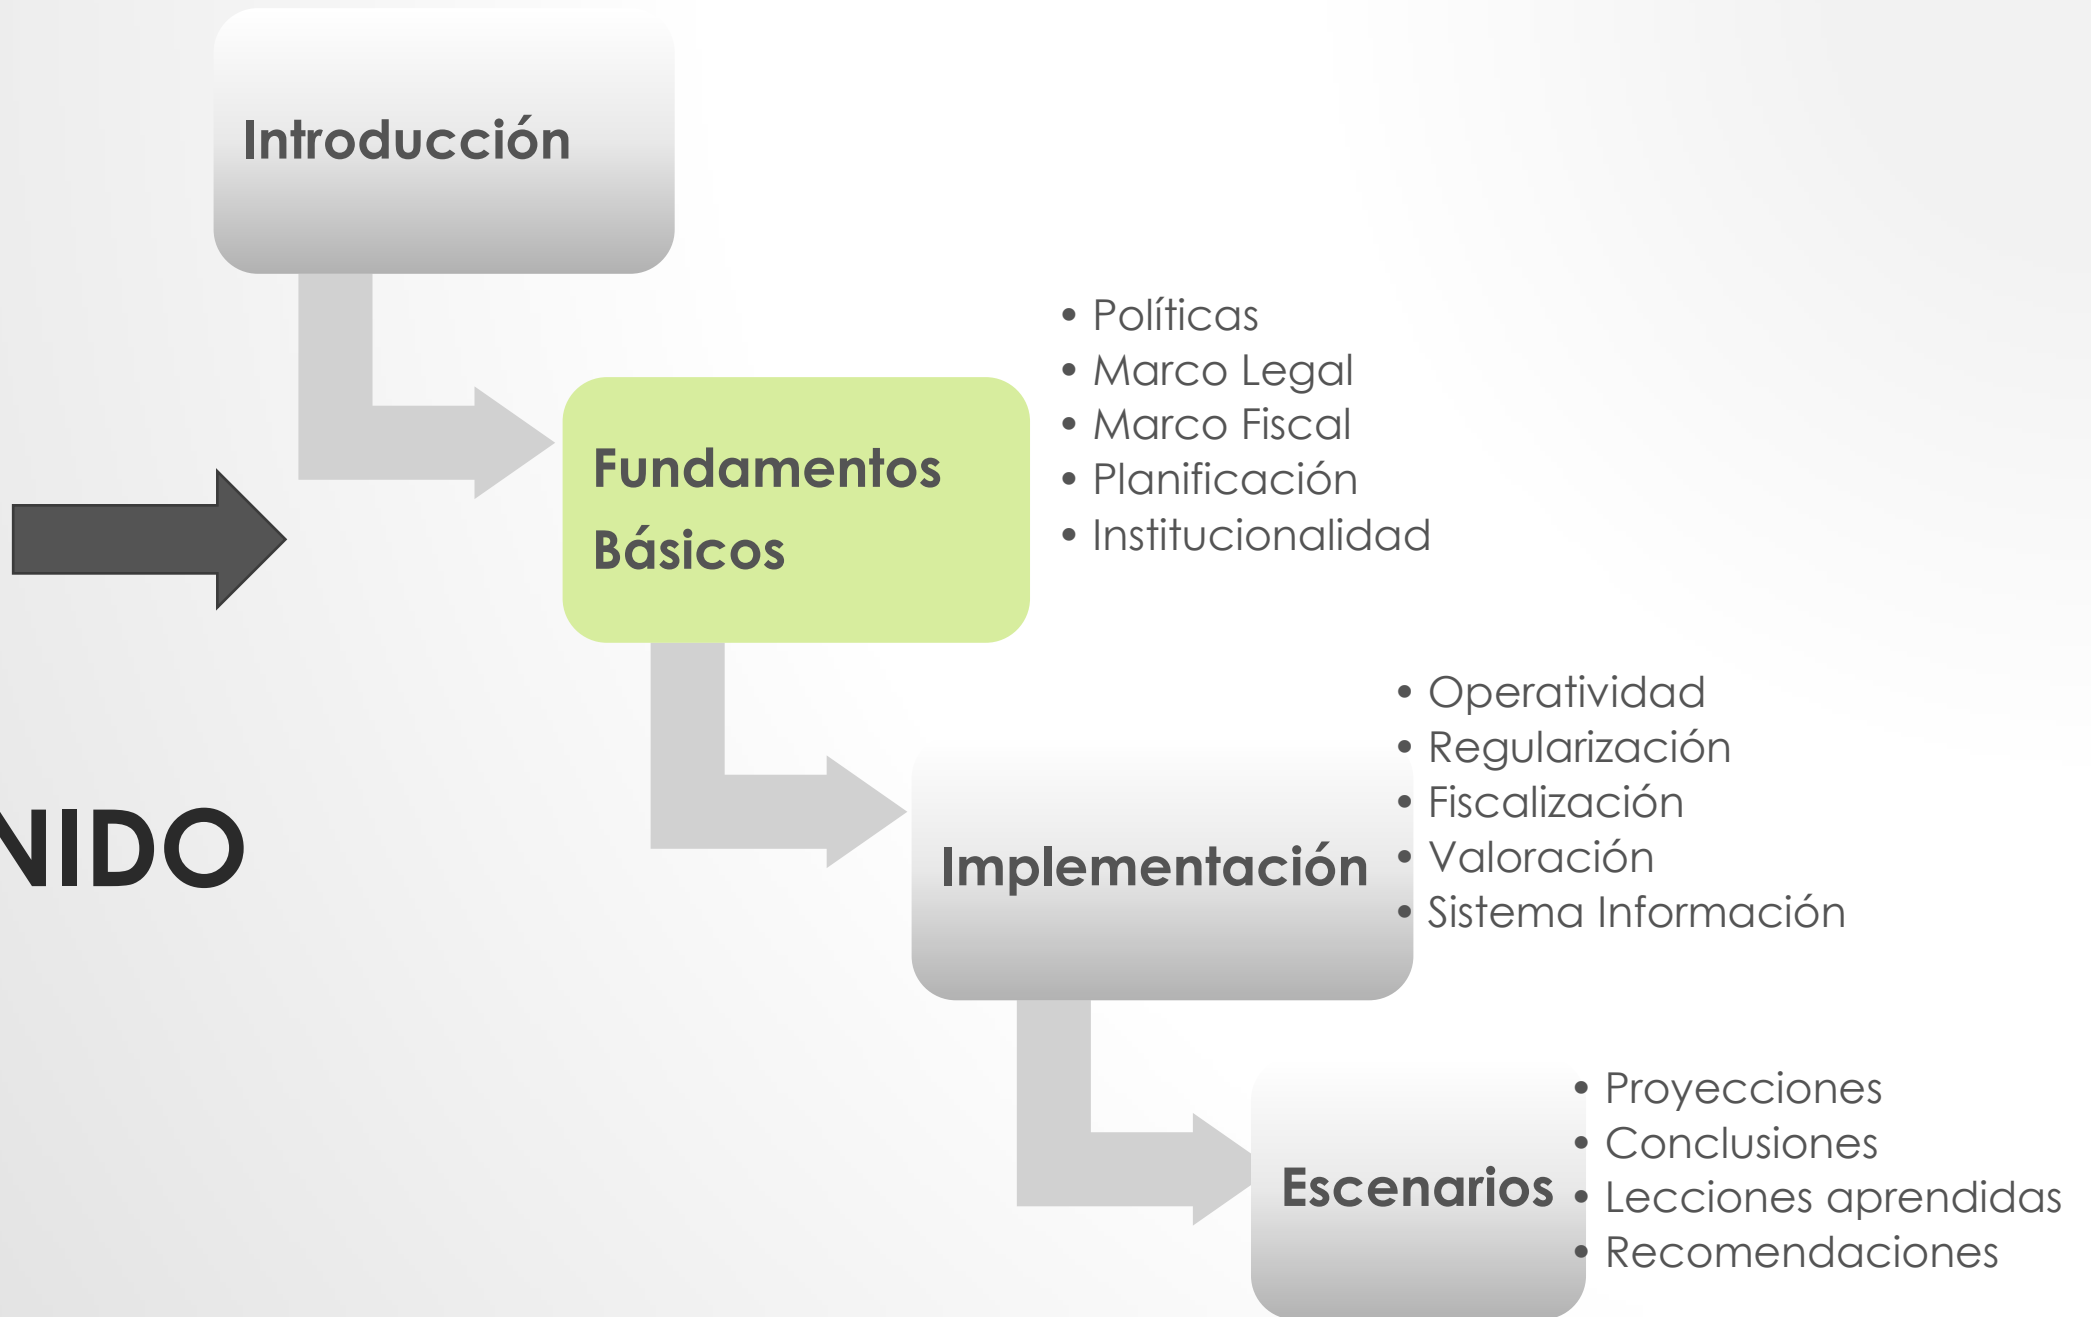 Introducción
Fundamentos
Básicos
• Políticas
• Marco Legal
• Marco Fiscal
• Planificación
• Institucionalidad
NIDO
Implementación
• Operatividad
• Regularización
• Fiscalización
• Valoración
• Sistema Información
Escenarios
• Proyecciones
• Conclusiones
• Lecciones aprendidas
• Recomendaciones